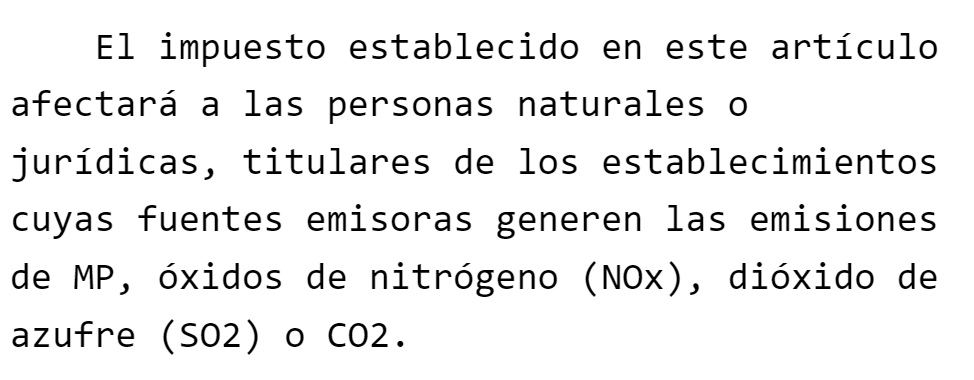 El impuesto establecido en este artículo
afectará a las personas naturales o
jurídicas, titulares de los establecimientos
cuyas fuentes emisoras generen las emisiones
de MP, óxidos de nitrógeno (NOx), dióxido de
azufre (SO2) o CO2.